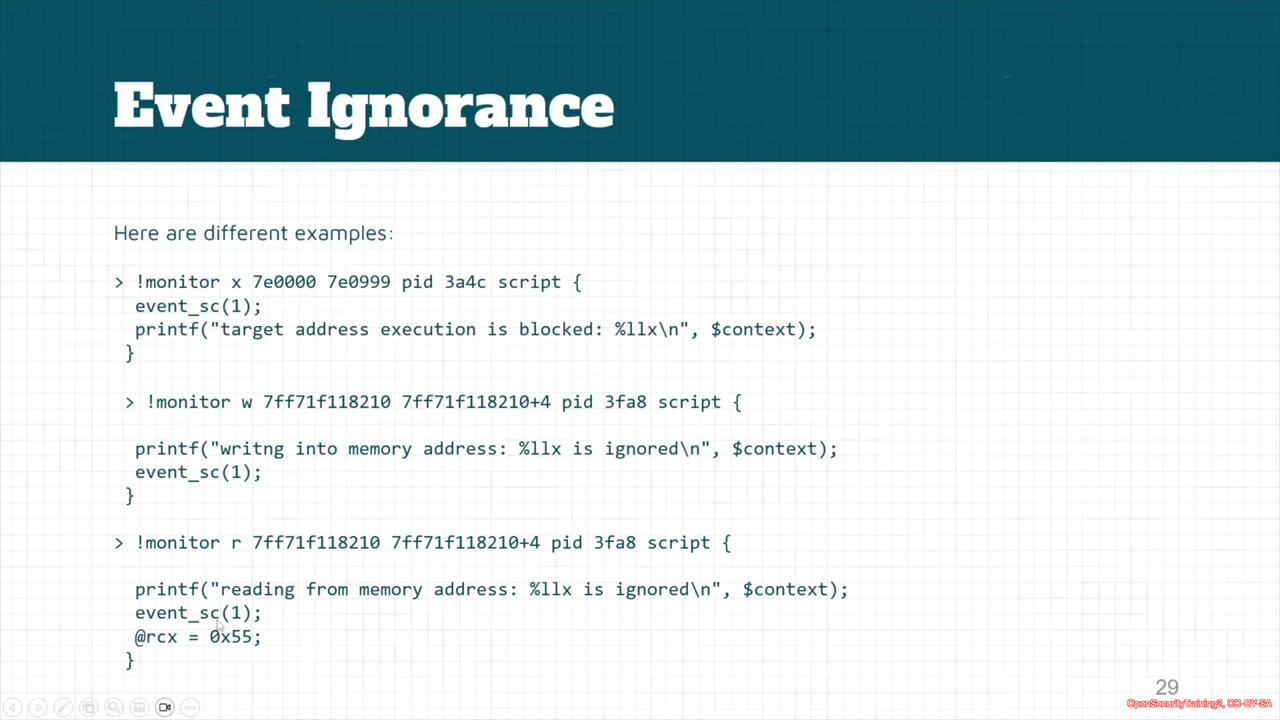 Event Ignorance
Here are different examples:
> !monitor x 7e0000 7e0999 pid 3a4c script {
event_sc(1);
printf("target address execution is blocked: %llx\n", $context);
}
> !monitor w 7ff71f118210 7ff71f118210+4 pid 3fa8 script {
printf("writng into memory address: %llx is ignored\n", $context);
event_sc(1);
}
> !monitor r 7ff71f118210 7ff71f118210+4 pid 3fa8 script {
printf("reading from memory address: %llx is ignored\n", $context);
event_sc(1);
@rcx = 0x55;
}
29
OpenSecurityTraining2, CC-BY-SA